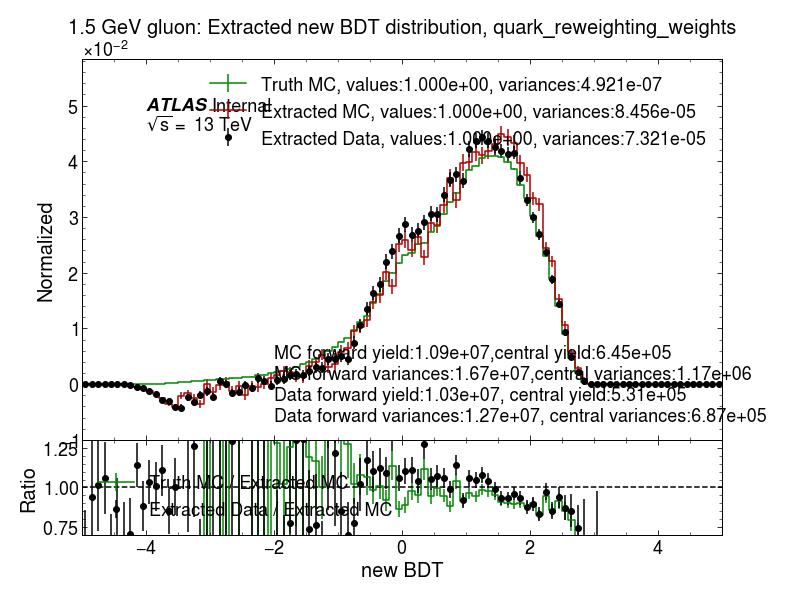 1.5 GeV gluon: Extracted new BDT distribution, quark_reweighting_weights
×10⁻²
Truth MC, values:1.000e+00, variances:4.921e-07
ATLAS Internal
Extracted MC, values:1.000e+00, variances:8.456e-05
√s = 13 TeV
Extracted Data, values:1.000e+00, variances:7.321e-05
5
4
3
2
1
0
Normalized
MC forward yield:1.09e+07,central yield:6.45e+05
MC forward variances:1.67e+07,central variances:1.17e+06
Data forward yield:1.03e+07, central yield:5.31e+05
Data forward variances:1.27e+07, central variances:6.87e+05
1.25
1.00
0.75
Ratio
Truth MC / Extracted MC
Extracted Data / Extracted MC
−4 −2 0 2 4
new BDT